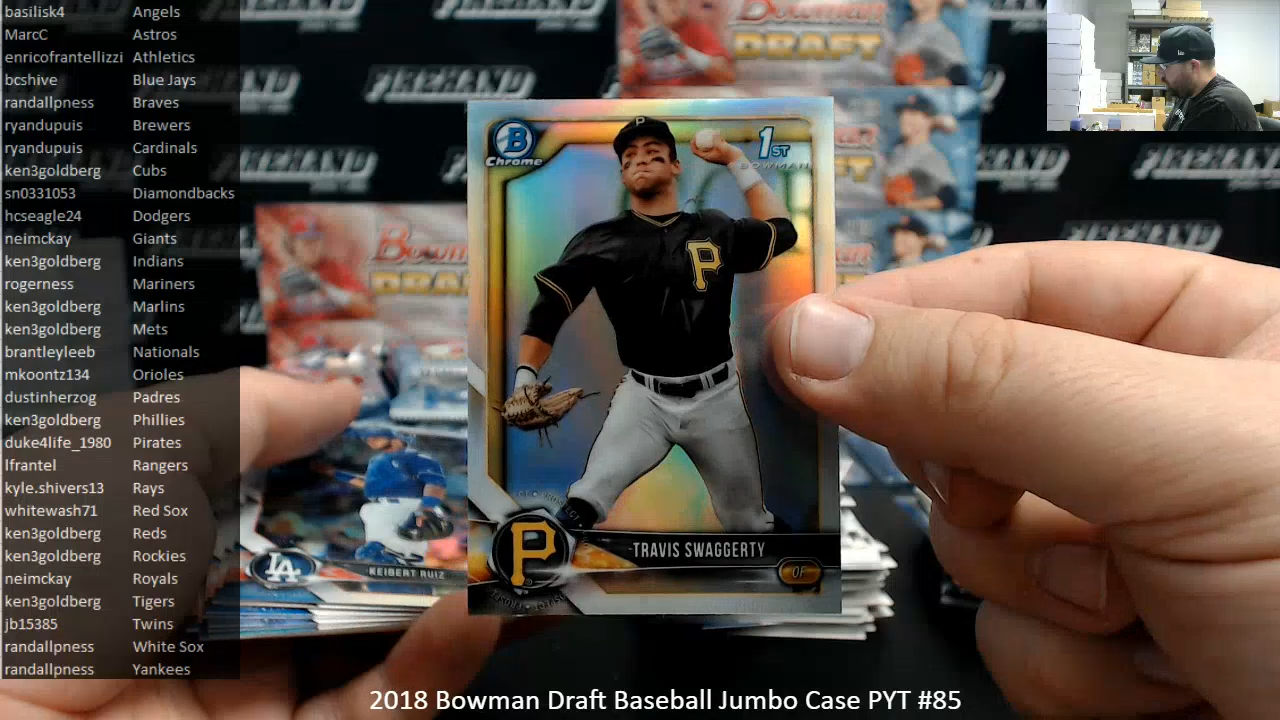 basilisk4 Angels
MarcC Astros
enricofrantellizzi Athletics
bcshive Blue Jays
randallpness Braves
ryandupuis Brewers
ryandupuis Cardinals
ken3goldberg Cubs
sn0331053 Diamondbacks
hcseagle24 Dodgers
neimckay Giants
ken3goldberg Indians
rogerness Mariners
ken3goldberg Marlins
ken3goldberg Mets
brantleyleeb Nationals
mkoontz134 Orioles
dustinherzog Padres
ken3goldberg Phillies
duke4life_1980 Pirates
lfrantel Rangers
kyle.shivers13 Rays
whitewash71 Red Sox
ken3goldberg Reds
ken3goldberg Rockies
neimckay Royals
ken3goldberg Tigers
jb15385 Twins
randallpness White Sox
randallpness Yankees
Bowman
DRAFT
B
Chrome
P
1ST
BOWMAN
P
P
TRAVIS SWAGGERTY
OF
LA
KEIBERT RUIZ
2018 Bowman Draft Baseball Jumbo Case PYT #85